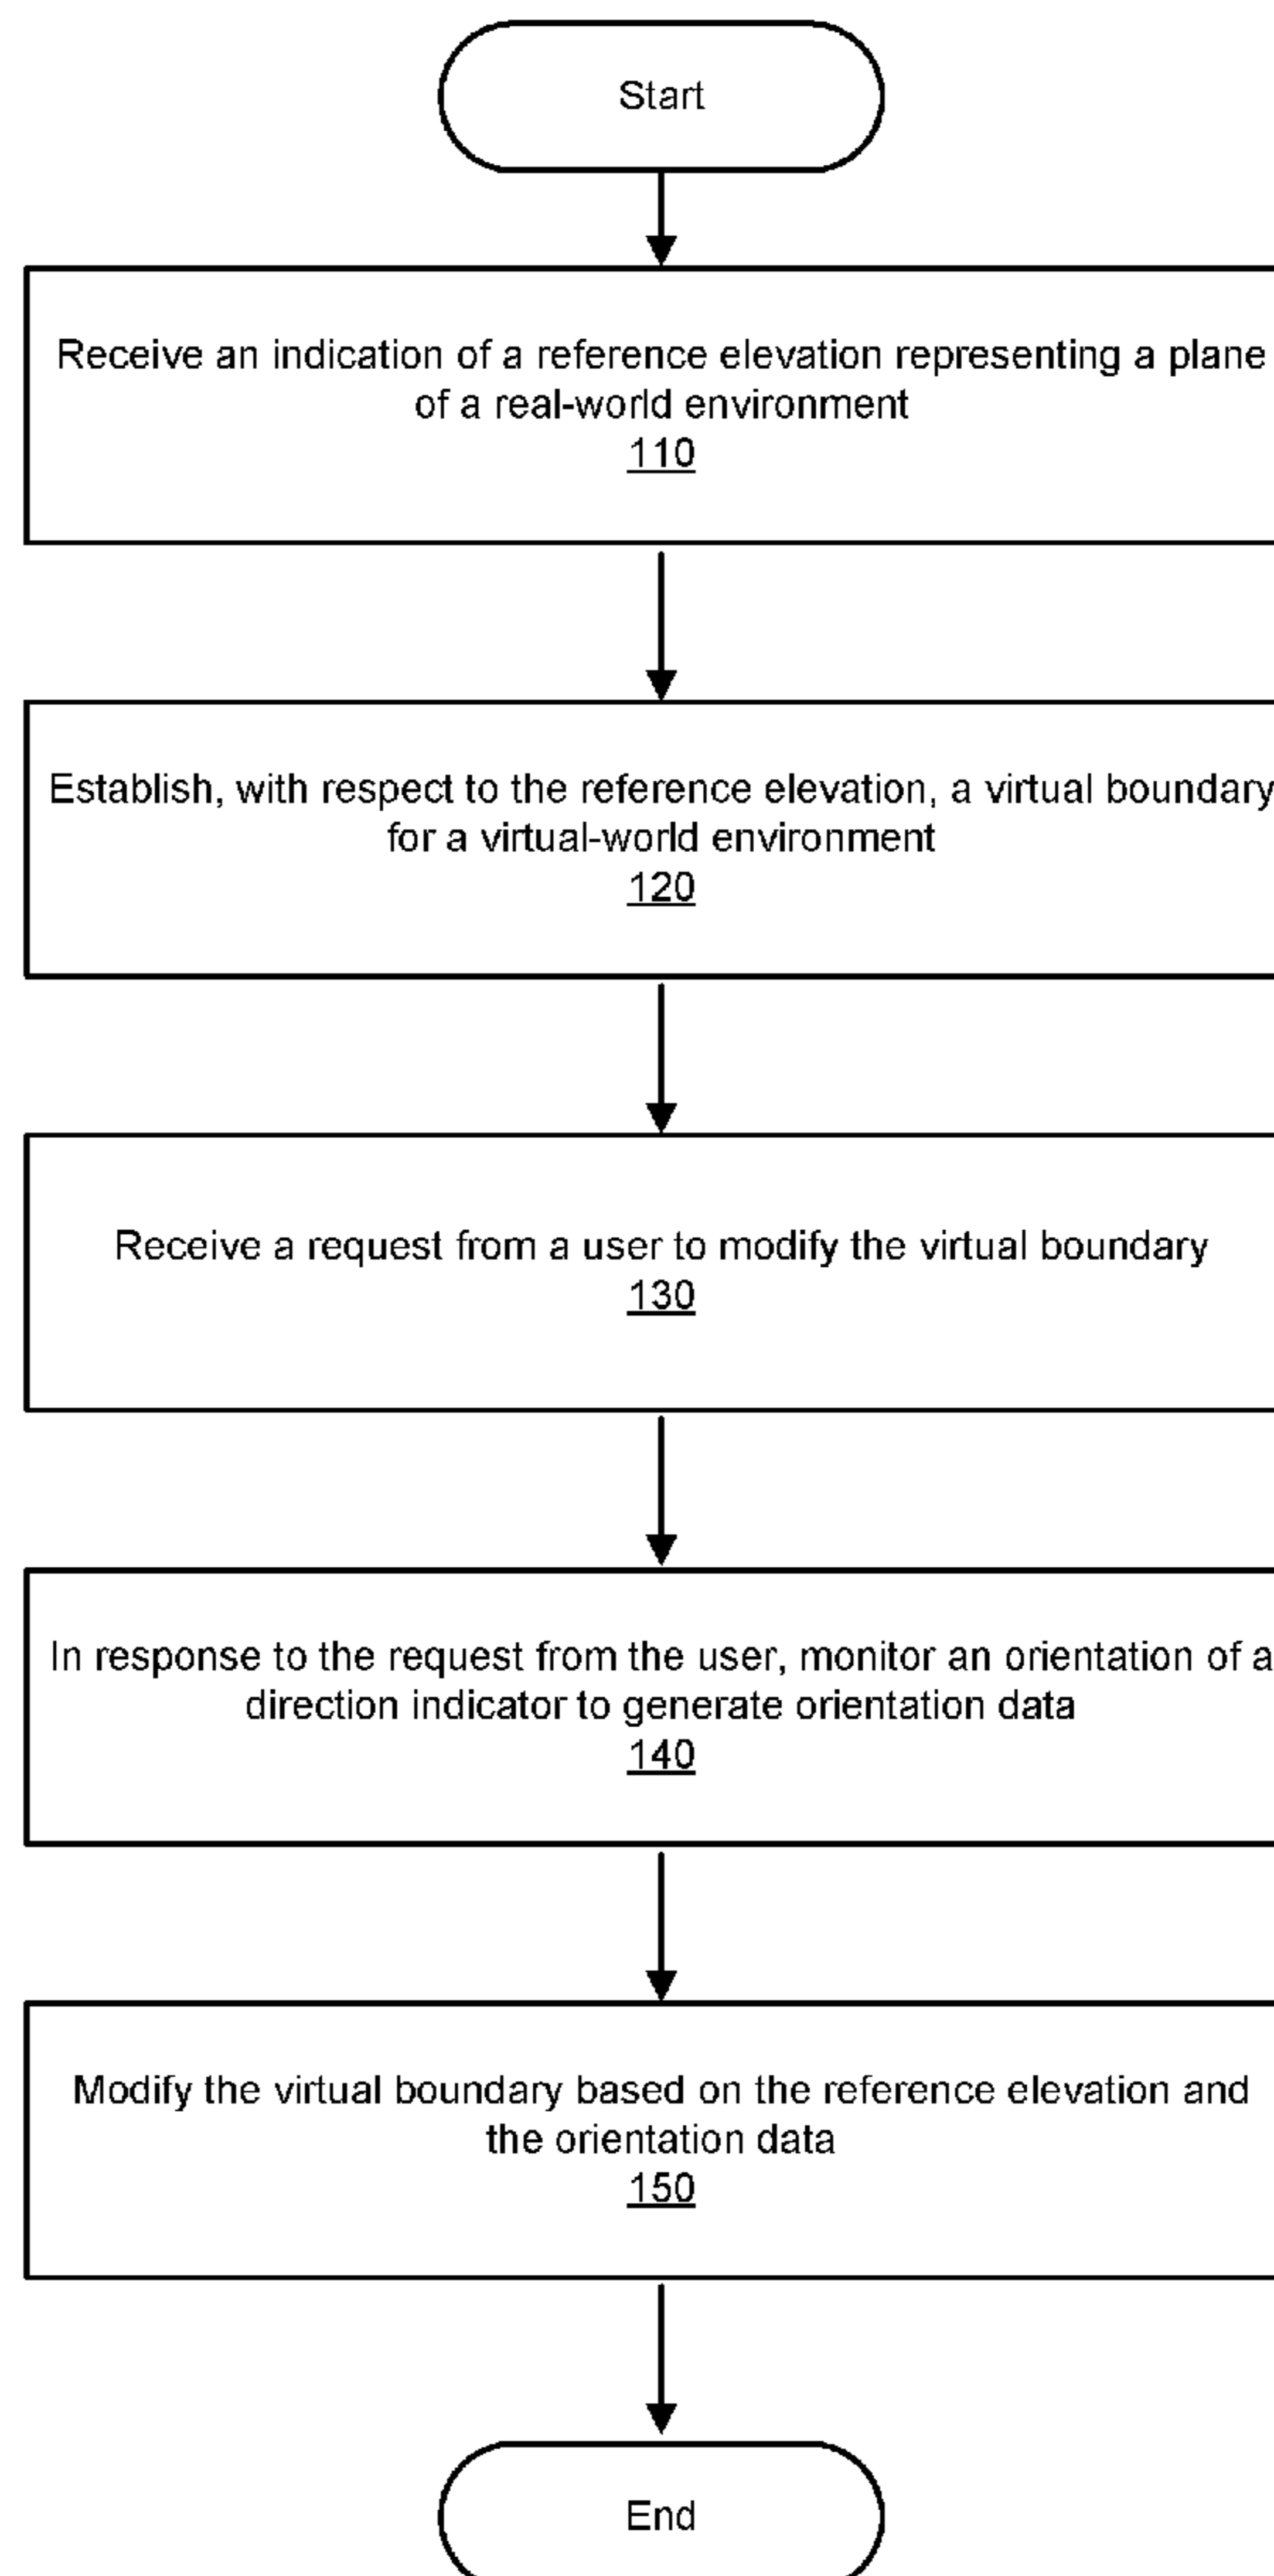 Start
Receive an indication of a reference elevation representing a plane
of a real-world environment
110
Establish, with respect to the reference elevation, a virtual boundary
for a virtual-world environment
120
Receive a request from a user to modify the virtual boundary
130
In response to the request from the user, monitor an orientation of a
direction indicator to generate orientation data
140
Modify the virtual boundary based on the reference elevation and
the orientation data
150
End